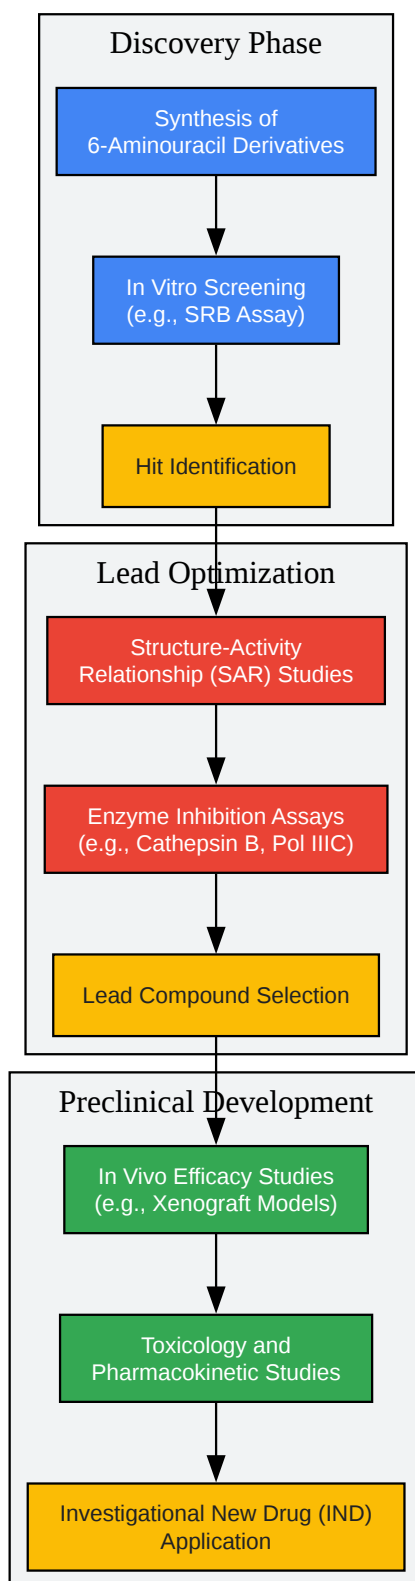 Discovery Phase
Synthesis of
6-Aminouracil Derivatives
In Vitro Screening
(e.g., SRB Assay)
Hit Identification
Lead Optimization
Structure-Activity
Relationship (SAR) Studies
Enzyme Inhibition Assays
(e.g., Cathepsin B, Pol IIIC)
Lead Compound Selection
Preclinical Development
In Vivo Efficacy Studies
(e.g., Xenograft Models)
Toxicology and
Pharmacokinetic Studies
Investigational New Drug (IND)
Application